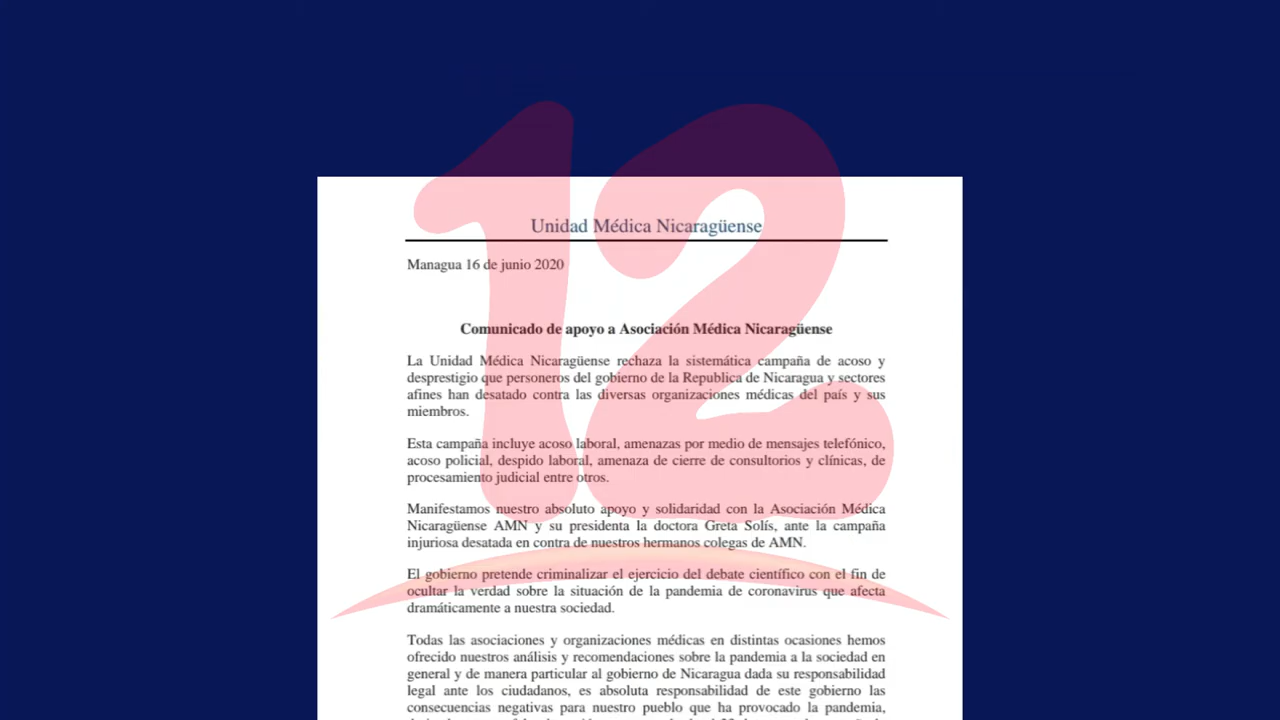 12
Unidad Médica Nicaragüense
Managua 16 de junio 2020
Comunicado de apoyo a Asociación Médica Nicaragüense
La Unidad Médica Nicaragüense rechaza la sistemática campaña de acoso y
desprestigio que personeros del gobierno de la Republica de Nicaragua y sectores
afines han desatado contra las diversas organizaciones médicas del país y sus
miembros.
Esta campaña incluye acoso laboral, amenazas por medio de mensajes telefónico,
acoso policial, despido laboral, amenaza de cierre de consultorios y clínicas, de
procesamiento judicial entre otros.
Manifestamos nuestro absoluto apoyo y solidaridad con la Asociación Médica
Nicaragüense AMN y su presidenta la doctora Greta Solís, ante la campaña
injuriosa desatada en contra de nuestros hermanos colegas de AMN.
El gobierno pretende criminalizar el ejercicio del debate científico con el fin de
ocultar la verdad sobre la situación de la pandemia de coronavirus que afecta
dramáticamente a nuestra sociedad.
Todas las asociaciones y organizaciones médicas en distintas ocasiones hemos
ofrecido nuestros análisis y recomendaciones sobre la pandemia a la sociedad en
general y de manera particular al gobierno de Nicaragua dada su responsabilidad
legal ante los ciudadanos, es absoluta responsabilidad de este gobierno las
consecuencias negativas para nuestro pueblo que ha provocado la pandemia,